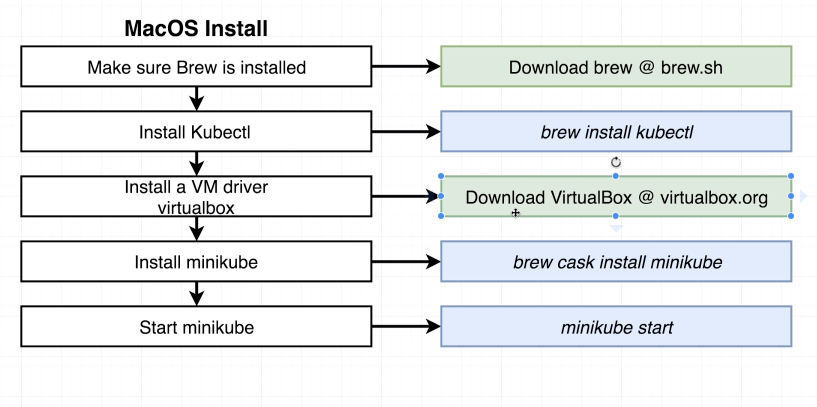 MacOS Install
Make sure Brew is installed
Download brew @ brew.sh
Install Kubectl
brew install kubectl
Install a VM driver
virtualbox
Download VirtualBox @ virtualbox.org
Install minikube
brew cask install minikube
Start minikube
minikube start